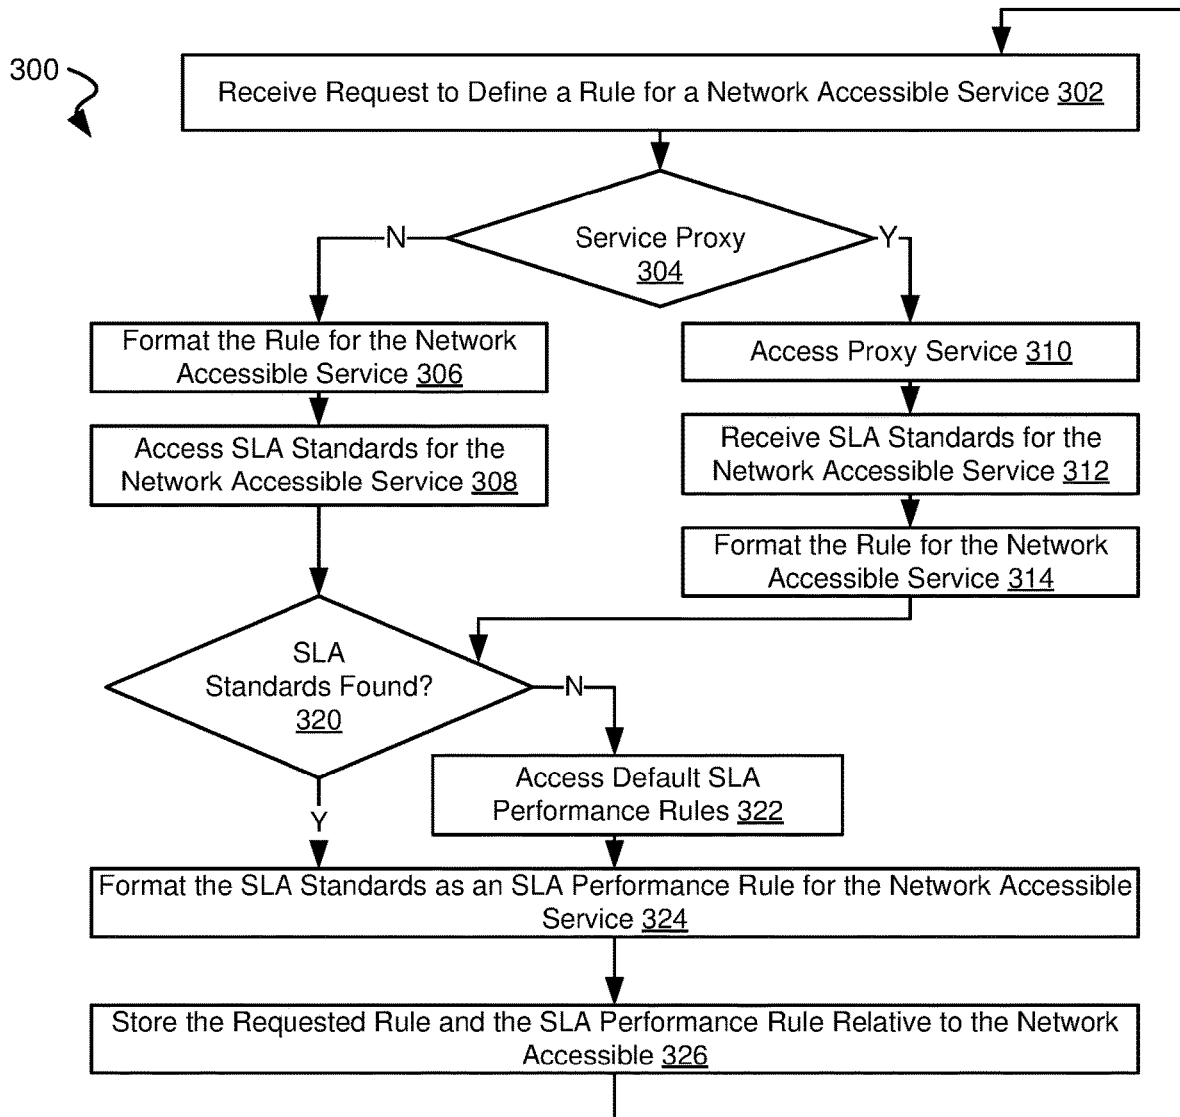 300
Receive Request to Define a Rule for a Network Accessible Service 302
N
Service Proxy
304
Y
Format the Rule for the Network
Accessible Service 306
Access Proxy Service 310
Access SLA Standards for the
Network Accessible Service 308
Receive SLA Standards for the
Network Accessible Service 312
Format the Rule for the Network
Accessible Service 314
SLA
Standards Found?
320
N
Access Default SLA
Performance Rules 322
Y
Format the SLA Standards as an SLA Performance Rule for the Network Accessible
Service 324
Store the Requested Rule and the SLA Performance Rule Relative to the Network
Accessible 326